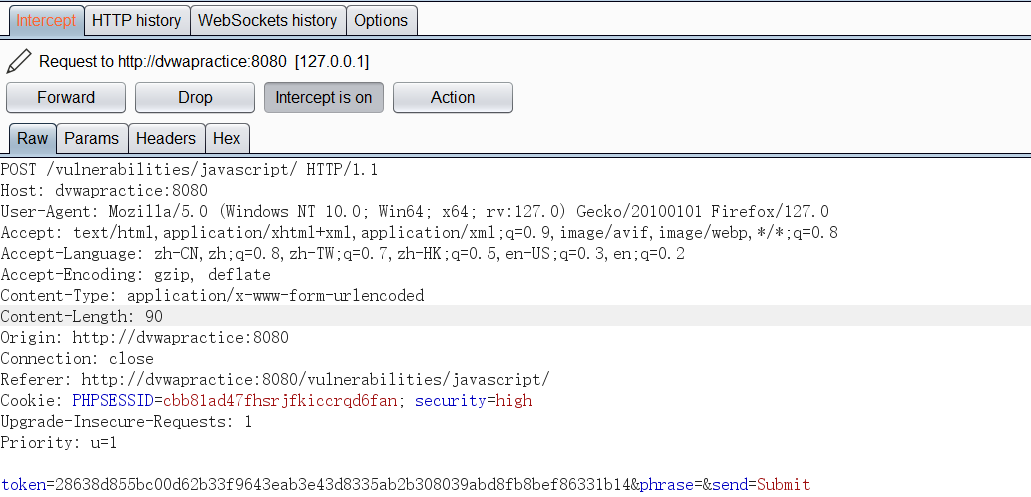 Intercept HTTP history WebSockets history Options
Request to http://dvwapractice:8080 [127.0.0.1]
Forward Drop Intercept is on Action
Raw Params Headers Hex
POST /vulnerabilities/javascript/ HTTP/1.1
Host: dvwapractice:8080
User-Agent: Mozilla/5.0 (Windows NT 10.0; Win64; x64; rv:127.0) Gecko/20100101 Firefox/127.0
Accept: text/html,application/xhtml+xml,application/xml;q=0.9,image/avif,image/webp,*/*;q=0.8
Accept-Language: zh-CN,zh;q=0.8,zh-TW;q=0.7,zh-HK;q=0.5,en-US;q=0.3,en;q=0.2
Accept-Encoding: gzip, deflate
Content-Type: application/x-www-form-urlencoded
Content-Length: 90
Origin: http://dvwapractice:8080
Connection: close
Referer: http://dvwapractice:8080/vulnerabilities/javascript/
Cookie: PHPSESSID=cbb81ad47fhsrjfkiccrqd6fan; security=high
Upgrade-Insecure-Requests: 1
Priority: u=1
token=28638d855bc00d62b33f9643eab3e43d8335ab2b308039abd8fb8bef86331b14&phrase=&send=Submit